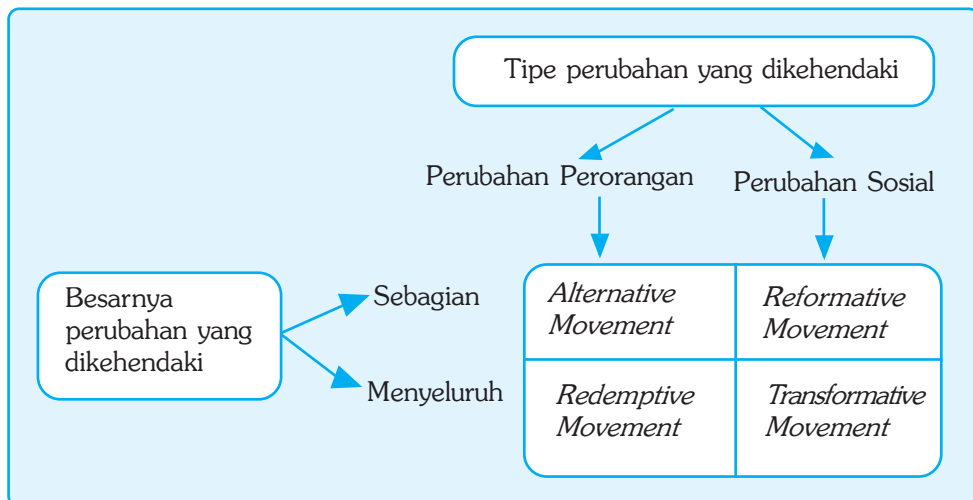 Tipe perubahan yang dikehendaki
Perubahan Perorangan
Perubahan Sosial
Besarnya
perubahan yang
dikehendaki
Sebagian
Menyeluruh
Alternative
Movement
Reformative
Movement
Redemptive
Movement
Transformative
Movement